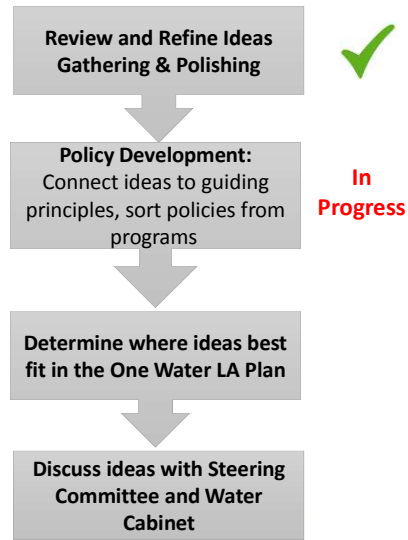 Review and Refine Ideas
Gathering & Polishing
Policy Development:
Connect ideas to guiding
principles, sort policies from
programs
In
Progress
Determine where ideas best
fit in the One Water LA Plan
Discuss ideas with Steering
Committee and Water
Cabinet